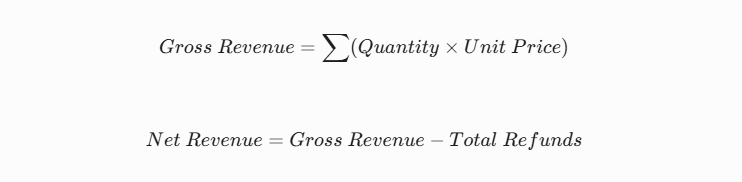 Gross Revenue = ∑(Quantity × Unit Price)
Net Revenue = Gross Revenue − Total Refunds